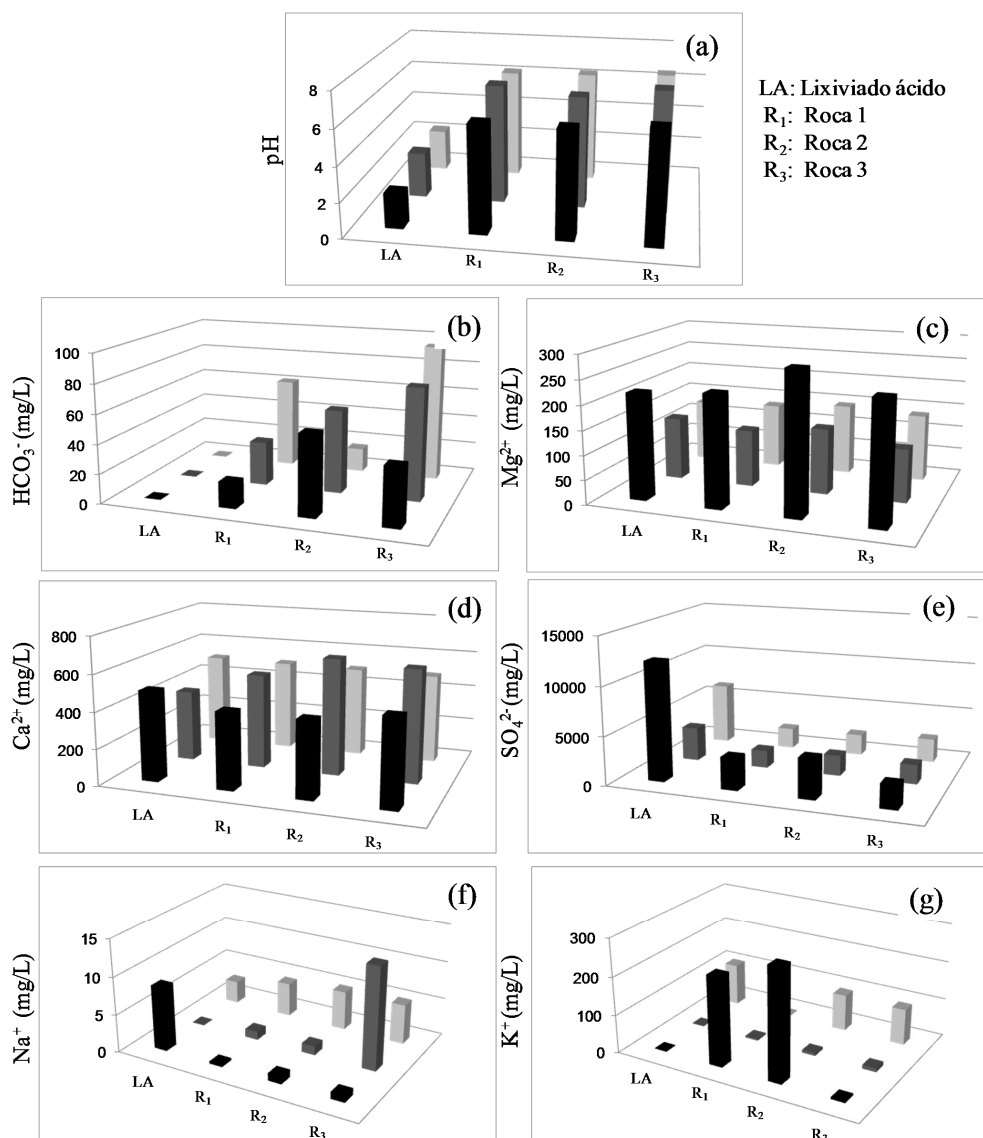 (a)
8
6
4
2
0
pH
LA
R₁
R₂
R₃
LA: Lixiviado ácido
R₁: Roca 1
R₂: Roca 2
R₃: Roca 3
(b)
100
80
60
40
20
0
HCO₃⁻ (mg/L)
LA
R₁
R₂
R₃
(c)
300
250
200
150
100
50
0
Mg²⁺ (mg/L)
LA
R₁
R₂
R₃
(d)
800
600
400
200
0
Ca²⁺ (mg/L)
LA
R₁
R₂
R₃
(e)
15000
10000
5000
0
SO₄²⁻ (mg/L)
LA
R₁
R₂
R₃
(f)
15
10
5
0
Na⁺ (mg/L)
LA
R₁
R₂
R₃
(g)
300
200
100
0
K⁺ (mg/L)
LA
R₁
R₂